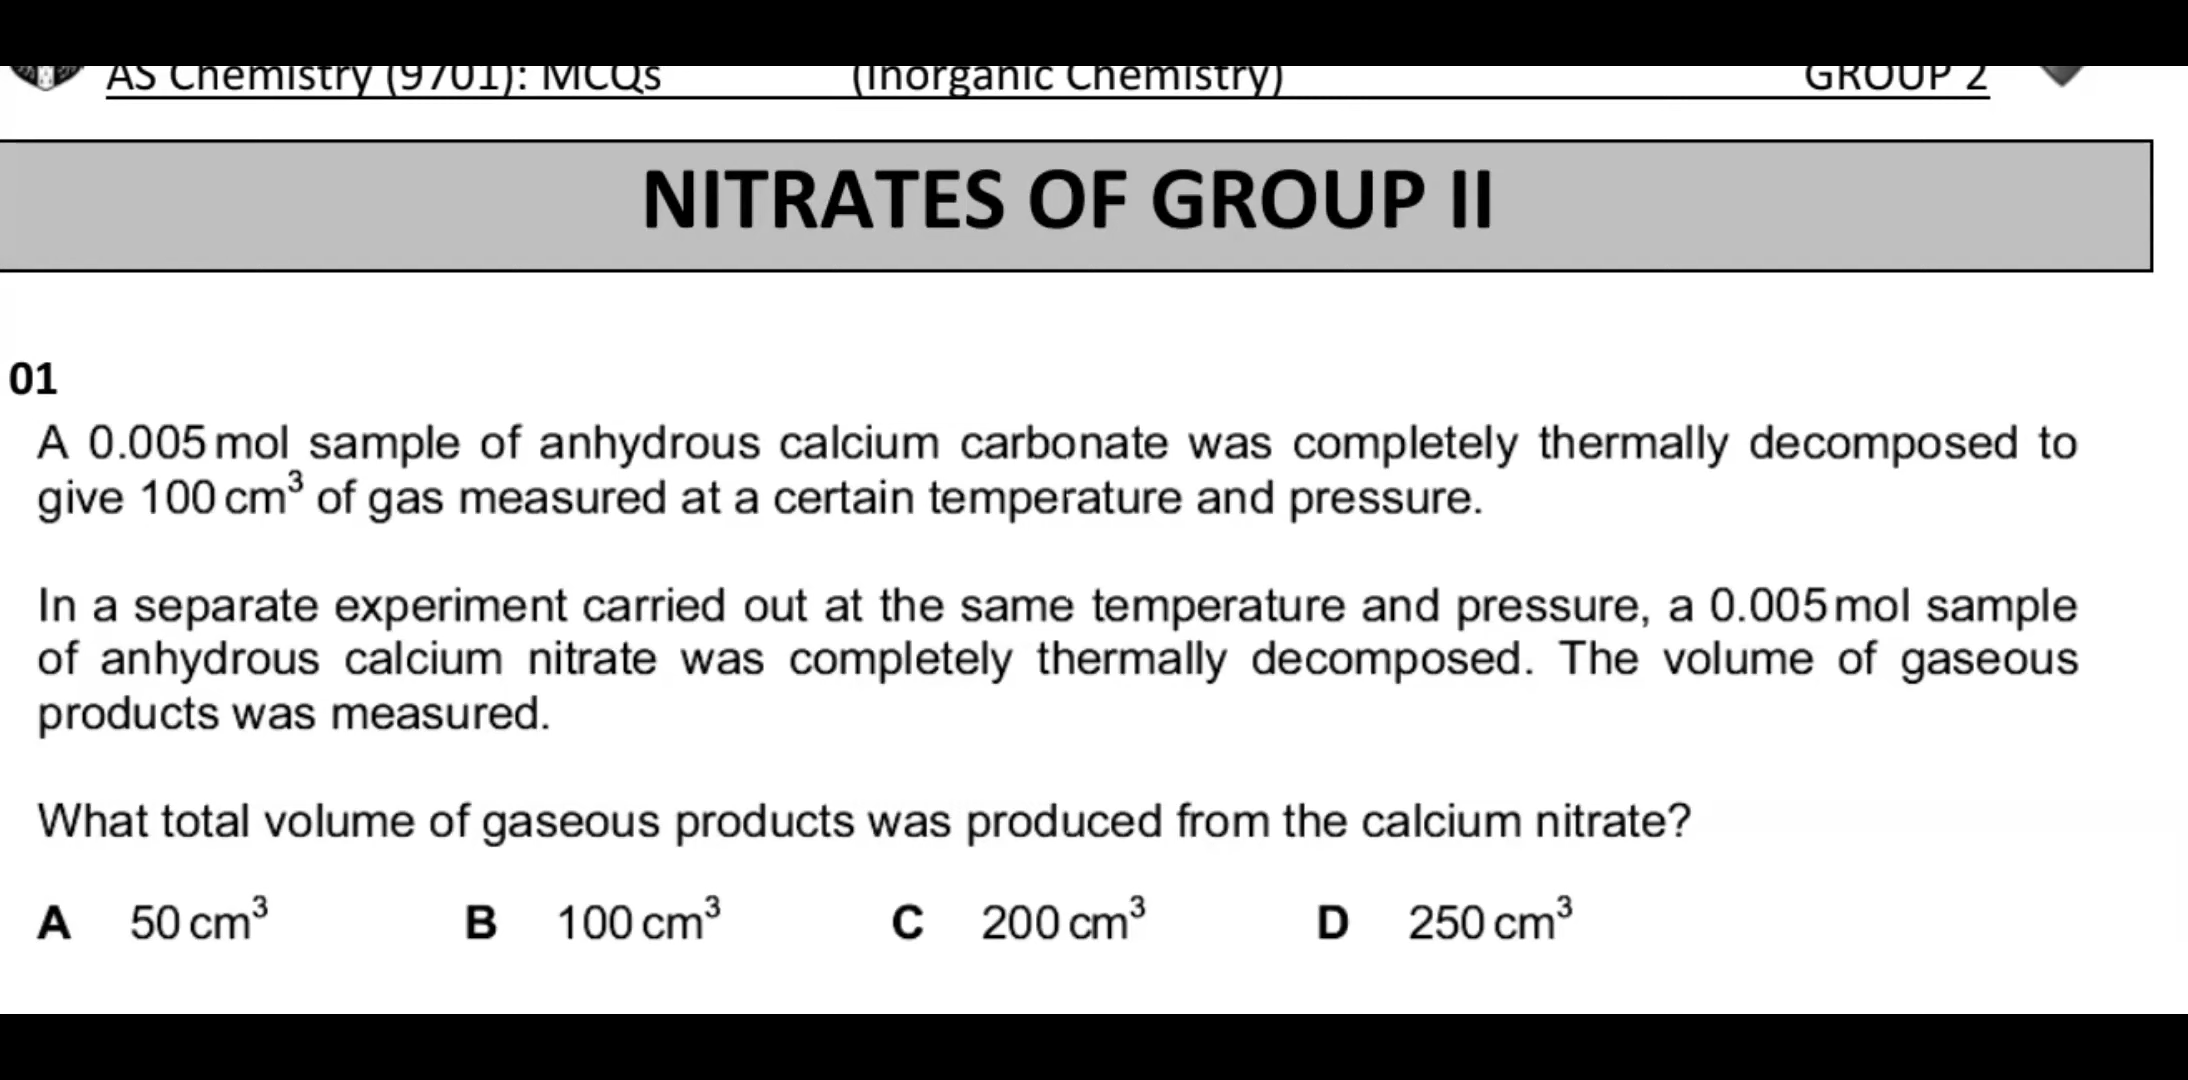 AS Chemistry (9701): MCQs (Inorganic Chemistry) GROUP 2
NITRATES OF GROUP II
01
A 0.005 mol sample of anhydrous calcium carbonate was completely thermally decomposed to
give 100 cm³ of gas measured at a certain temperature and pressure.
In a separate experiment carried out at the same temperature and pressure, a 0.005 mol sample
of anhydrous calcium nitrate was completely thermally decomposed. The volume of gaseous
products was measured.
What total volume of gaseous products was produced from the calcium nitrate?
A 50 cm³ B 100 cm³ C 200 cm³ D 250 cm³